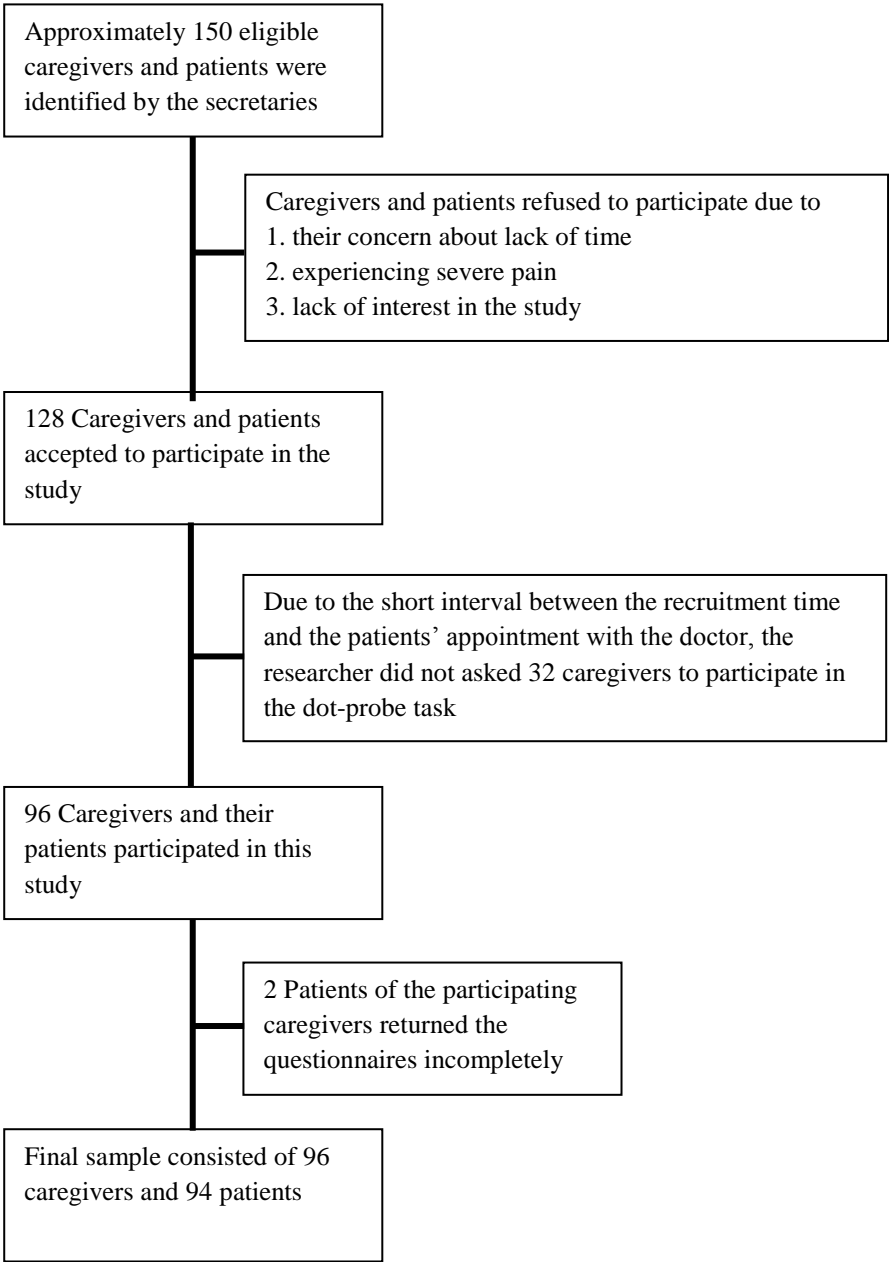 Approximately 150 eligible
caregivers and patients were
identified by the secretaries
Caregivers and patients refused to participate due to
1. their concern about lack of time
2. experiencing severe pain
3. lack of interest in the study
128 Caregivers and patients
accepted to participate in the
study
Due to the short interval between the recruitment time
and the patients’ appointment with the doctor, the
researcher did not asked 32 caregivers to participate in
the dot-probe task
96 Caregivers and their
patients participated in this
study
2 Patients of the participating
caregivers returned the
questionnaires incompletely
Final sample consisted of 96
caregivers and 94 patients